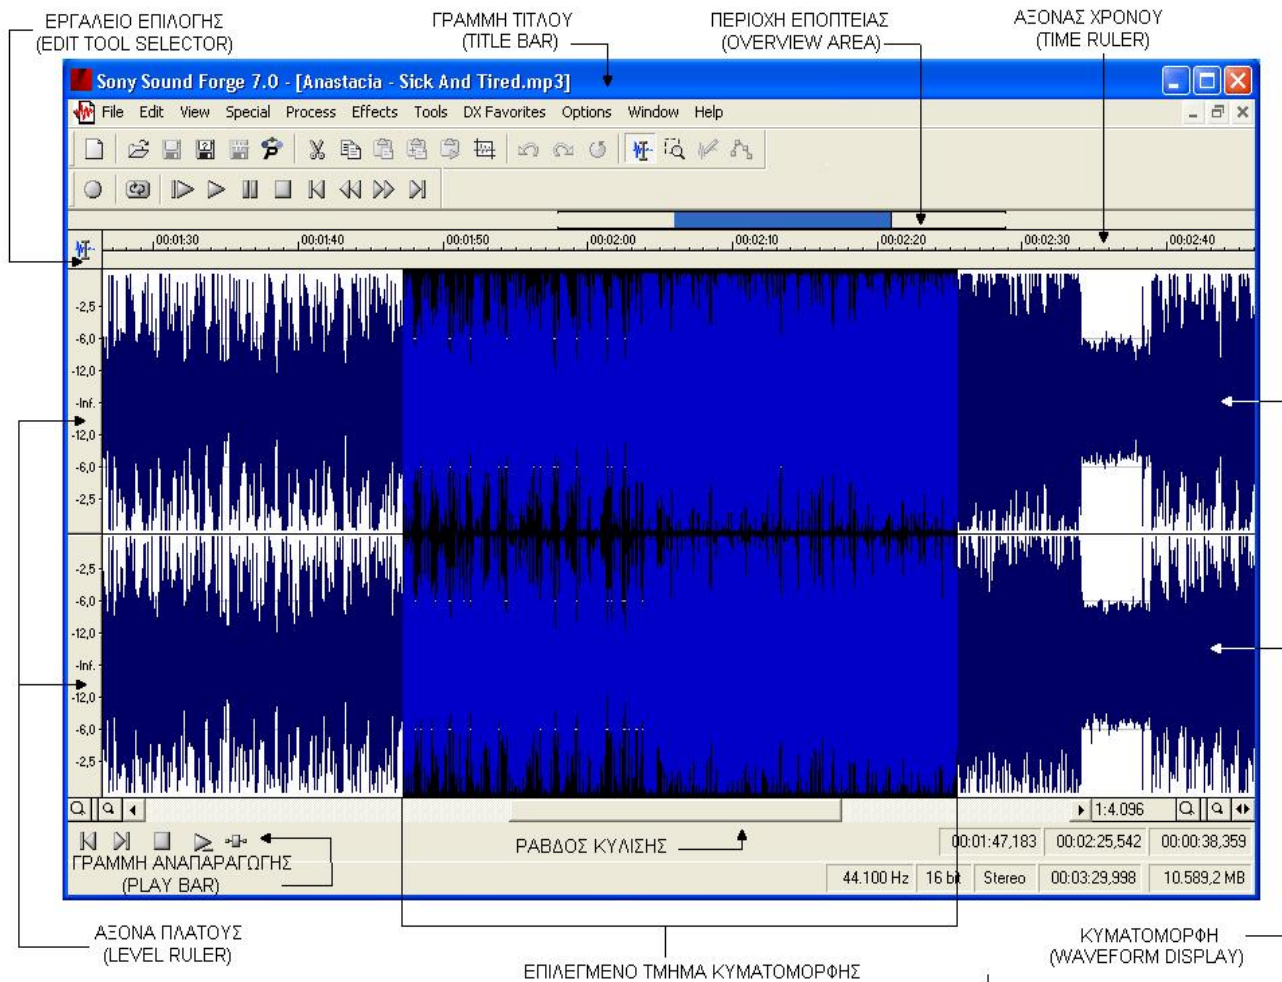 ΕΡΓΑΛΕΙΟ ΕΠΙΛΟΓΗΣ
(EDIT TOOL SELECTOR)
ΓΡΑΜΜΗ ΤΙΤΛΟΥ
(TITLE BAR)
ΠΕΡΙΟΧΗ ΕΠΟΠΤΕΙΑΣ
(OVERVIEW AREA)
ΑΞΟΝΑΣ ΧΡΟΝΟΥ
(TIME RULER)
Sony Sound Forge 7.0 - [Anastacia - Sick And Tired.mp3]
File Edit View Special Process Effects Tools DX Favorites Options Window Help
00:01:30 00:01:40 00:01:50 00:02:00 00:02:10 00:02:20 00:02:30 00:02:40
-2,5
-6,0
-12,0
-Inf.
-12,0
-6,0
-2,5
-2,5
-6,0
-12,0
-Inf.
-12,0
-6,0
-2,5
1:4.096
ΡΑΒΔΟΣ ΚΥΛΙΣΗΣ
00:01:47,183 00:02:25,542 00:00:38,359
ΓΡΑΜΜΗ ΑΝΑΠΑΡΑΓΩΓΗΣ
(PLAY BAR)
44.100 Hz 16 bit Stereo 00:03:29,998 10.589,2 MB
ΑΞΟΝΑ ΠΛΑΤΟΥΣ
(LEVEL RULER)
ΚΥΜΑΤΟΜΟΡΦΗ
(WAVEFORM DISPLAY)
ΕΠΙΛΕΓΜΕΝΟ ΤΜΗΜΑ ΚΥΜΑΤΟΜΟΡΦΗΣ